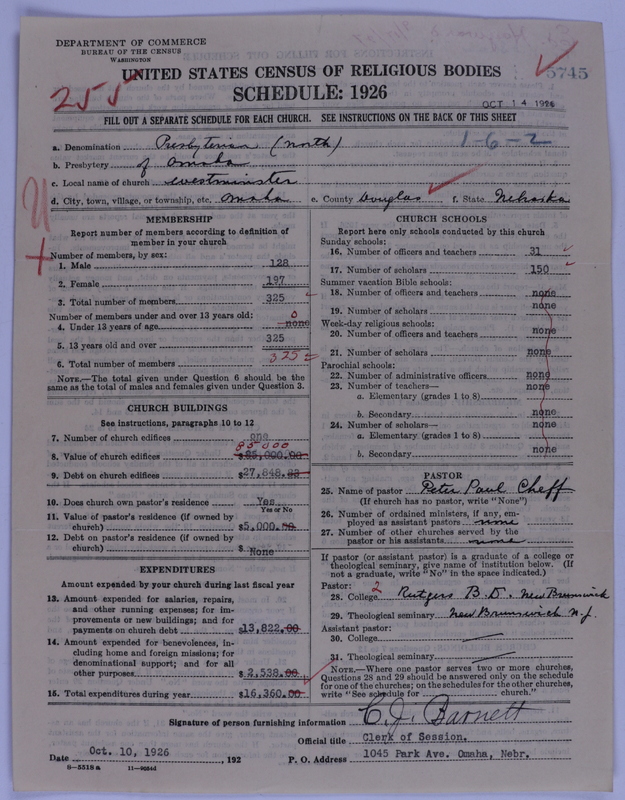 DEPARTMENT OF COMMERCE
BUREAU OF THE CENSUS
WASHINGTON
UNITED STATES CENSUS OF RELIGIOUS BODIES
5745
SCHEDULE: 1926
255
OCT 14 1926
FILL OUT A SEPARATE SCHEDULE FOR EACH CHURCH. SEE INSTRUCTIONS ON THE BACK OF THIS SHEET
a. Denomination Presbyterian (North) 1-6-2
b. Presbytery of Omaha
c. Local name of church Westminster
d. City, town, village, or township, etc. Omaha e. County Douglas f. State Nebraska
MEMBERSHIP
Report number of members according to definition of
member in your church
Number of members, by sex:
1. Male 128
2. Female 197
3. Total number of members 325
Number of members under and over 13 years old:
0
4. Under 13 years of age none
5. 13 years old and over 325
6. Total number of members 325
NOTE.—The total given under Question 6 should be the
same as the total of males and females given under Question 3.
CHURCH BUILDINGS
See instructions, paragraphs 10 to 12
7. Number of church edifices one
85000
8. Value of church edifices $85,000.00
9. Debt on church edifices $27,848.83
10. Does church own pastor's residence Yes
Yes or No
11. Value of pastor's residence (if owned by
church) $5,000.00
12. Debt on pastor's residence (if owned by
church) $ None
EXPENDITURES
Amount expended by your church during last fiscal year
13. Amount expended for salaries, repairs,
and other running expenses; for im-
provements or new buildings; and for
payments on church debt $13,822.00
14. Amount expended for benevolences, in-
cluding home and foreign missions; for
denominational support; and for all
other purposes $2,538.00
15. Total expenditures during year $16,360.00
CHURCH SCHOOLS
Report here only schools conducted by this church
Sunday schools:
16. Number of officers and teachers 31
17. Number of scholars 150
Summer vacation Bible schools:
18. Number of officers and teachers none
19. Number of scholars none
Week-day religious schools:
20. Number of officers and teachers none
21. Number of scholars none
Parochial schools:
22. Number of administrative officers none
23. Number of teachers— none
a. Elementary (grades 1 to 8)
b. Secondary none
24. Number of scholars— none
a. Elementary (grades 1 to 8)
b. Secondary none
PASTOR
25. Name of pastor Peter Paul Cheff
(If church has no pastor, write "None")
26. Number of ordained ministers, if any, em-
ployed as assistant pastors none
27. Number of other churches served by the
pastor or his assistants none
If pastor (or assistant pastor) is a graduate of a college or
theological seminary, give name of institution below. (If
not a graduate, write "No" in the space indicated.)
Pastor: 2
28. College Rutgers B.D. New Brunswick
29. Theological seminary New Brunswick N.J.
Assistant pastor:
30. College
31. Theological seminary
NOTE.—Where one pastor serves two or more churches,
Questions 28 and 29 should be answered only on the schedule
for one of the churches; on the schedules for the other churches,
write "See schedule for church."
Signature of person furnishing information C. J. Barnett
Official title Clerk of Session.
Date Oct. 10, 1926, 192 P. O. Address 1045 Park Ave. Omaha, Nebr.
8—5518 a 11—9034d